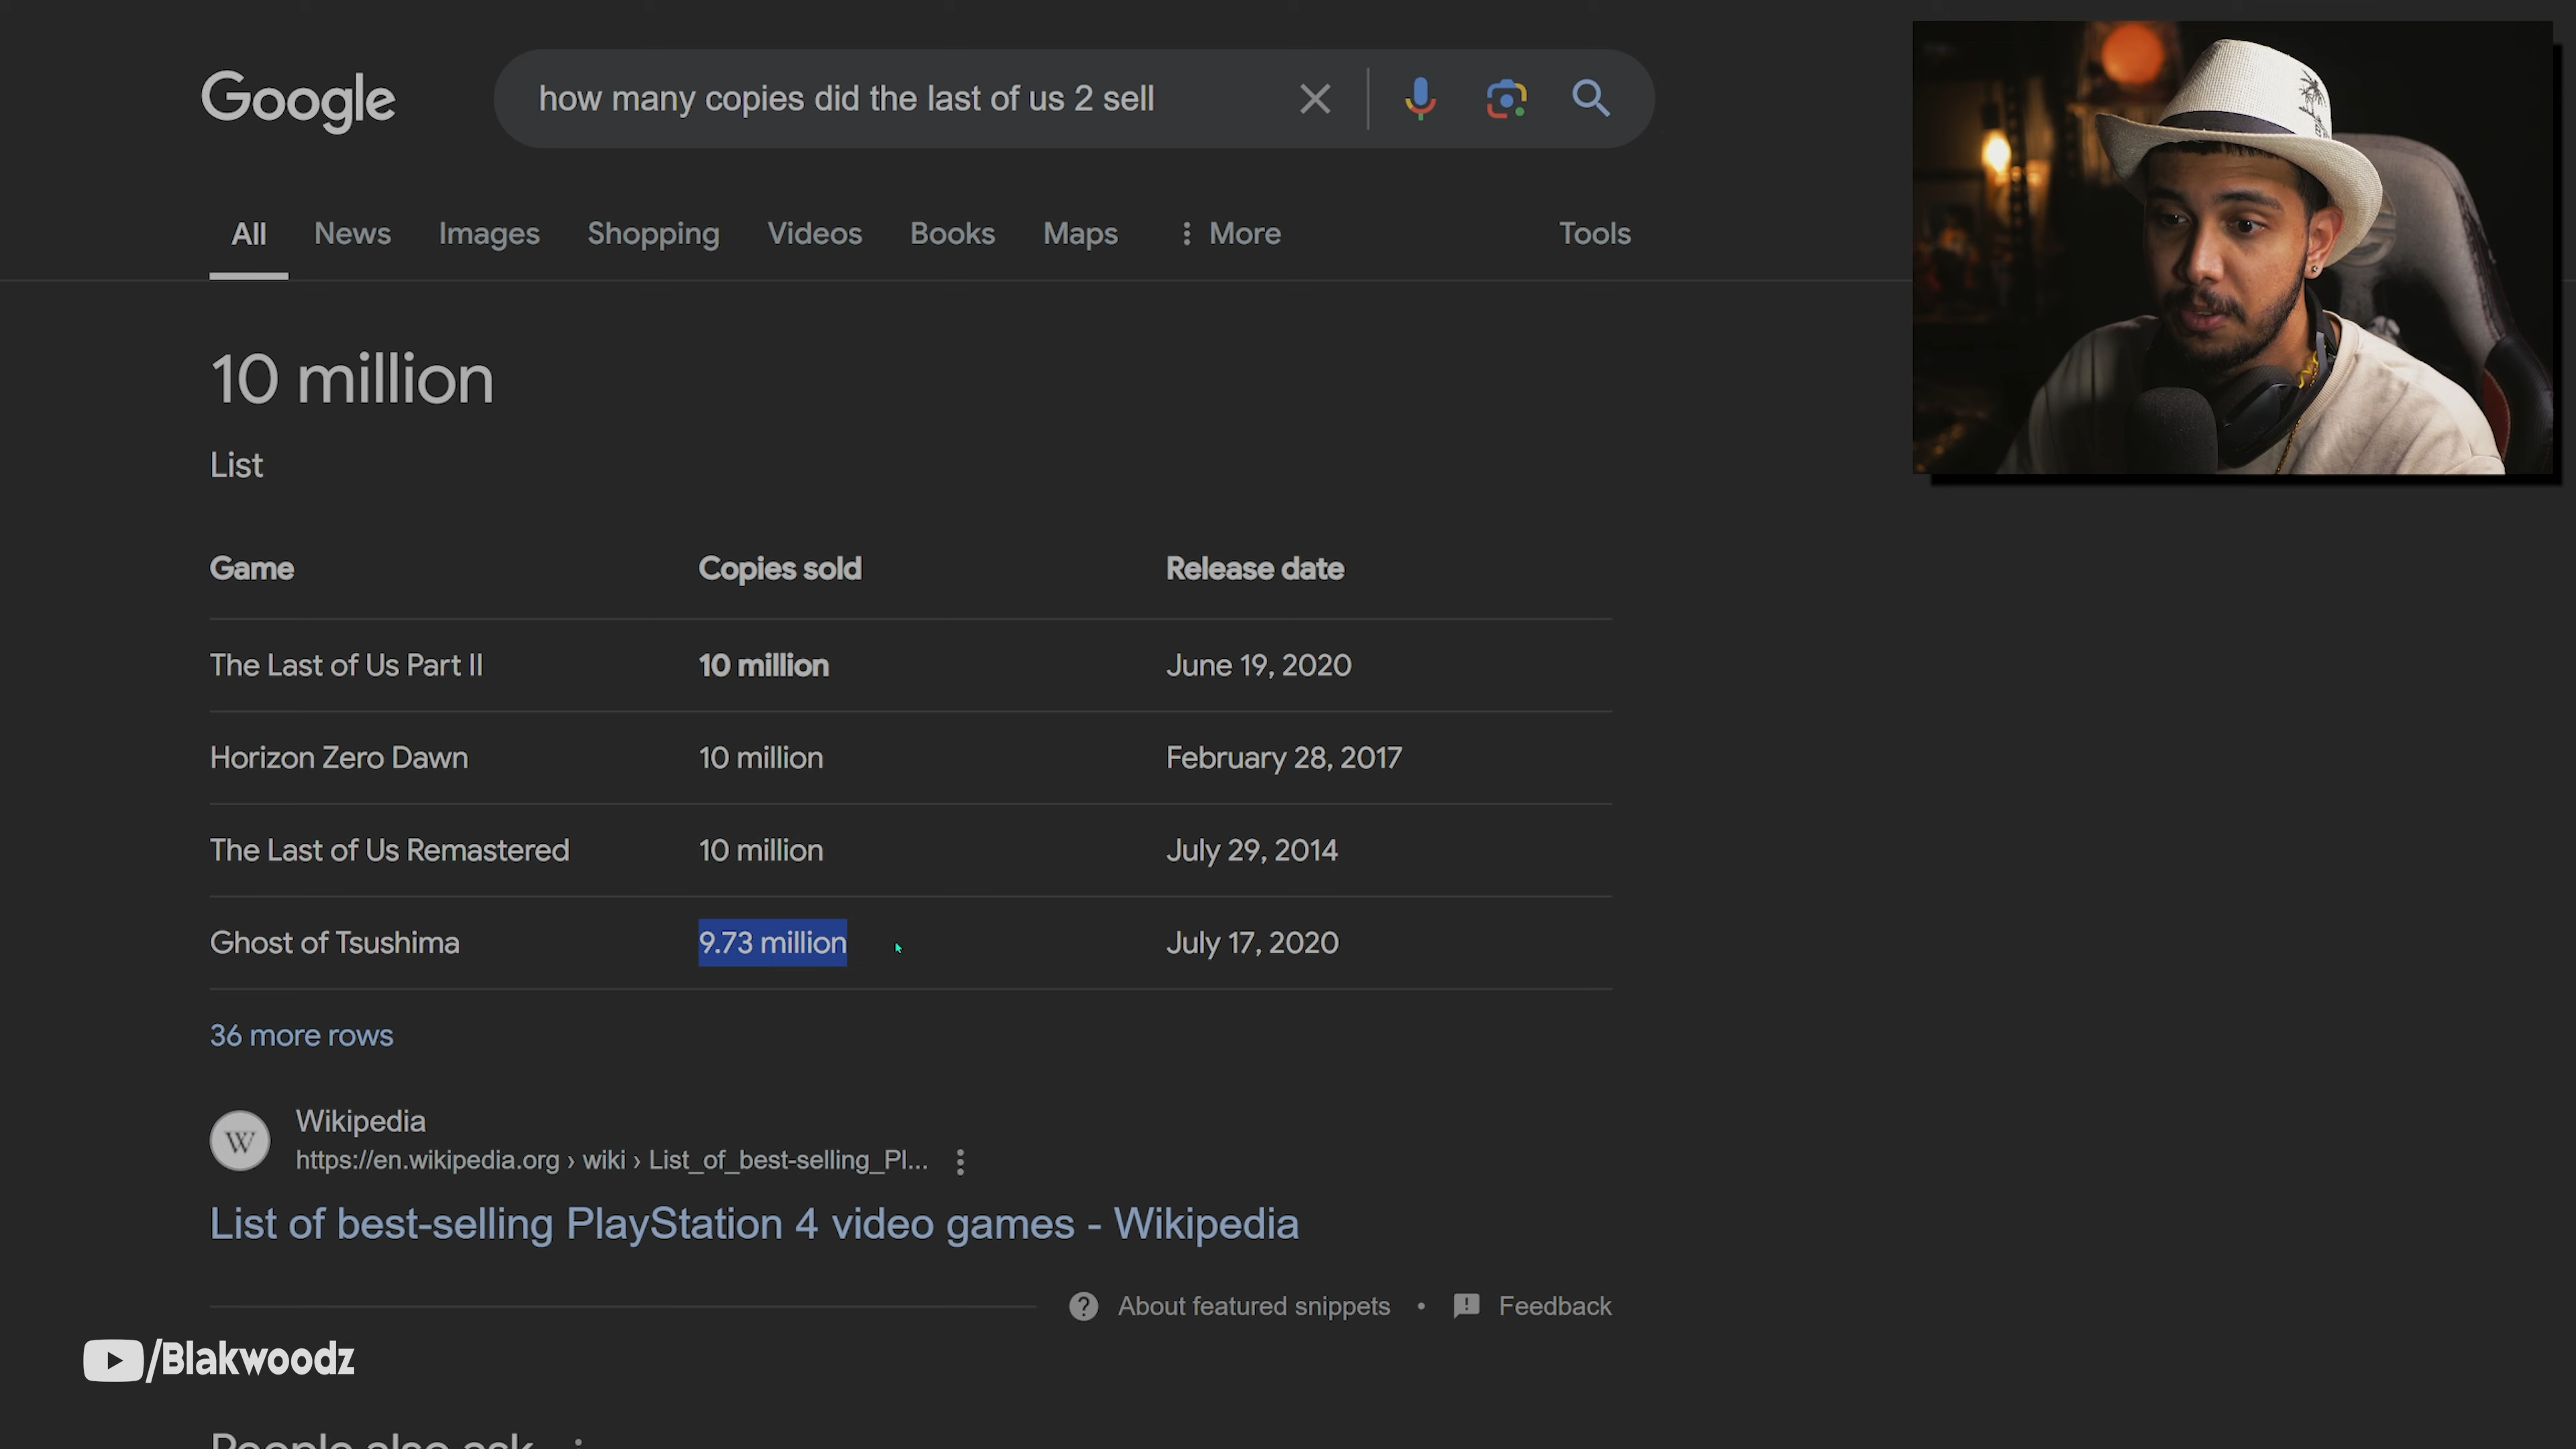 Google
how many copies did the last of us 2 sell
All News Images Shopping Videos Books Maps More Tools
10 million
List
Game Copies sold Release date
The Last of Us Part II 10 million June 19, 2020
Horizon Zero Dawn 10 million February 28, 2017
The Last of Us Remastered 10 million July 29, 2014
Ghost of Tsushima 9.73 million July 17, 2020
36 more rows
W
Wikipedia
https://en.wikipedia.org › wiki › List_of_best-selling_Pl...
List of best-selling PlayStation 4 video games - Wikipedia
About featured snippets • Feedback
/Blakwoodz
People also ask